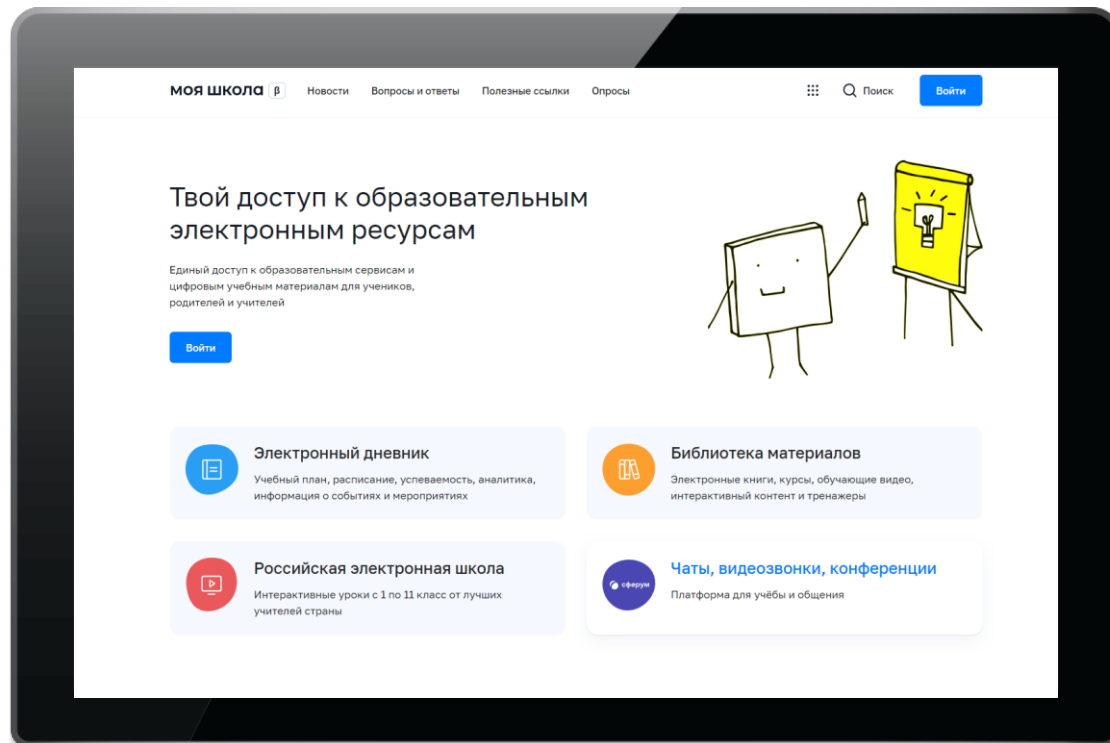 МОЯ ШКОЛА β Новости Вопросы и ответы Полезные ссылки Опросы Поиск Войти
Твой доступ к образовательным
электронным ресурсам
Единый доступ к образовательным сервисам и
цифровым учебным материалам для учеников,
родителей и учителей
Войти
Электронный дневник
Учебный план, расписание, успеваемость, аналитика,
информация о событиях и мероприятиях
Библиотека материалов
Электронные книги, курсы, обучающие видео,
интерактивный контент и тренажеры
Российская электронная школа
Интерактивные уроки с 1 по 11 класс от лучших
учителей страны
сферум
Чаты, видеозвонки, конференции
Платформа для учёбы и общения